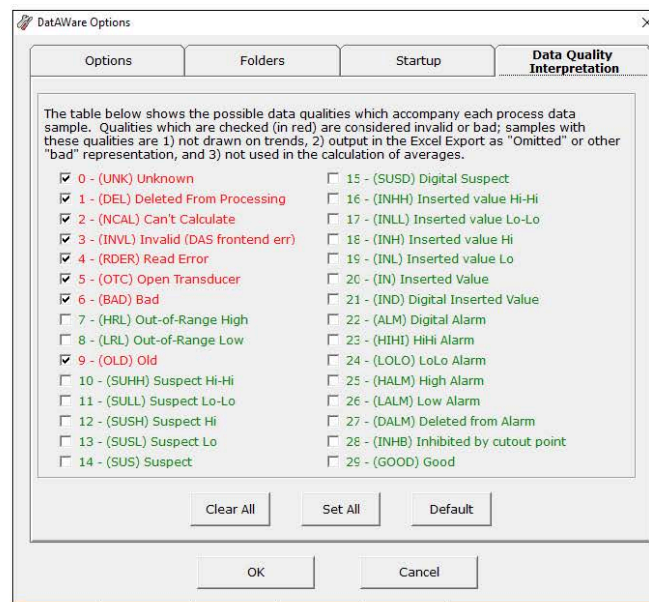 DatAWare Options
Options
Folders
Startup
Data Quality
Interpretation
The table below shows the possible data qualities which accompany each process data
sample. Qualities which are checked (in red) are considered invalid or bad; samples with
these qualities are 1) not drawn on trends, 2) output in the Excel Export as "Omitted" or other
"bad" representation, and 3) not used in the calculation of averages.
0 - (UNK) Unknown
1 - (DEL) Deleted From Processing
2 - (NCAL) Can't Calculate
3 - (INVL) Invalid (DAS frontend err)
4 - (RDER) Read Error
5 - (OTC) Open Transducer
6 - (BAD) Bad
7 - (HRL) Out-of-Range High
8 - (LRL) Out-of-Range Low
9 - (OLD) Old
10 - (SUHH) Suspect Hi-Hi
11 - (SULL) Suspect Lo-Lo
12 - (SUSH) Suspect Hi
13 - (SUSL) Suspect Lo
14 - (SUS) Suspect
15 - (SUSD) Digital Suspect
16 - (INHH) Inserted value Hi-Hi
17 - (INLL) Inserted value Lo-Lo
18 - (INH) Inserted value Hi
19 - (INL) Inserted value Lo
20 - (IN) Inserted Value
21 - (IND) Digital Inserted Value
22 - (ALM) Digital Alarm
23 - (HIHI) HiHi Alarm
24 - (LOLO) LoLo Alarm
25 - (HALM) High Alarm
26 - (LALM) Low Alarm
27 - (DALM) Deleted from Alarm
28 - (INHB) Inhibited by cutout point
29 - (GOOD) Good
Clear All
Set All
Default
OK
Cancel